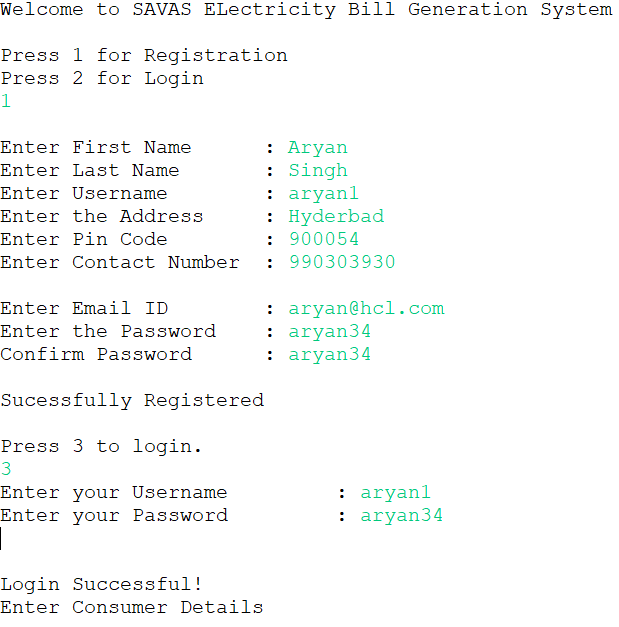 Welcome to SAVAS ELectricity Bill Generation System
Press 1 for Registration
Press 2 for Login
1
Enter First Name : Aryan
Enter Last Name : Singh
Enter Username : aryan1
Enter the Address : Hyderbad
Enter Pin Code : 900054
Enter Contact Number : 990303930
Enter Email ID : aryan@hcl.com
Enter the Password : aryan34
Confirm Password : aryan34
Sucessfully Registered
Press 3 to login.
3
Enter your Username : aryan1
Enter your Password : aryan34
Login Successful!
Enter Consumer Details